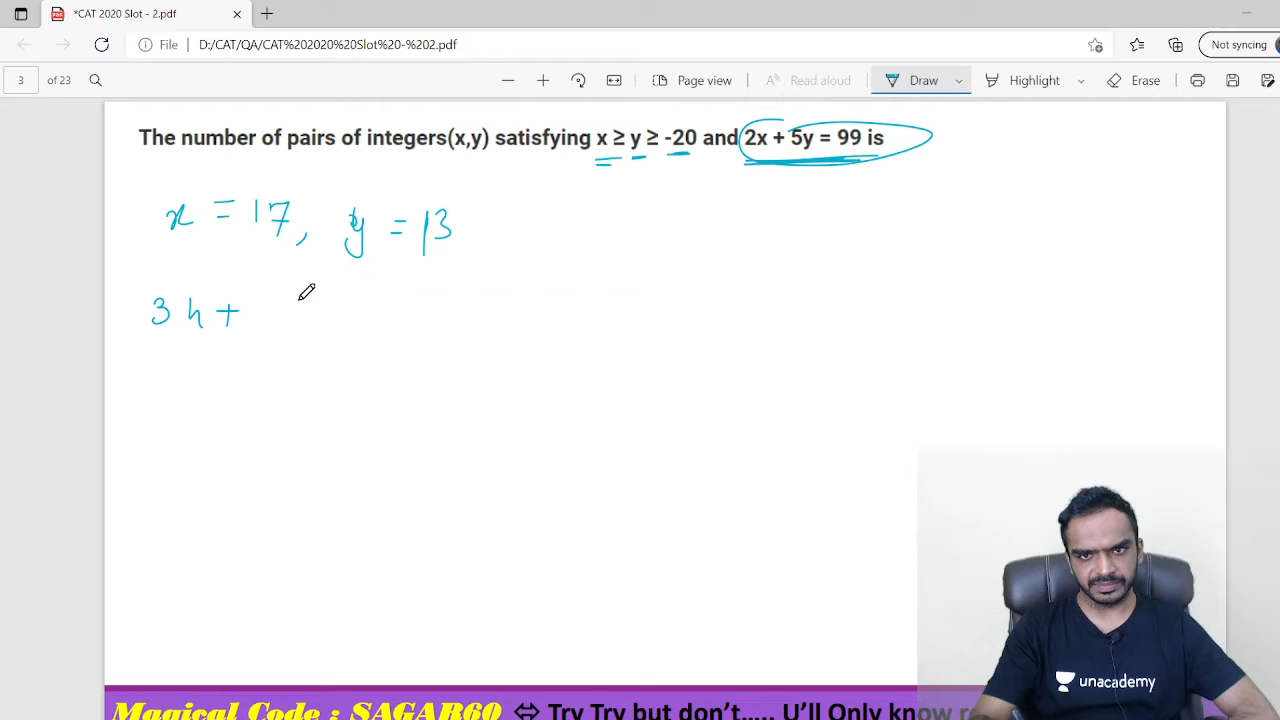 *CAT 2020 Slot - 2.pdf
File D:/CAT/QA/CAT%202020%20Slot%20-%202.pdf Not syncing
3 of 23 Page view Read aloud Draw Highlight Erase
The number of pairs of integers(x,y) satisfying x ≥ y ≥ -20 and 2x + 5y = 99 is
x = 17, y = 13
3 h +
unacademy
Magical Code : SAGAR60 ⇔ Try Try but don't..... U'll Only know